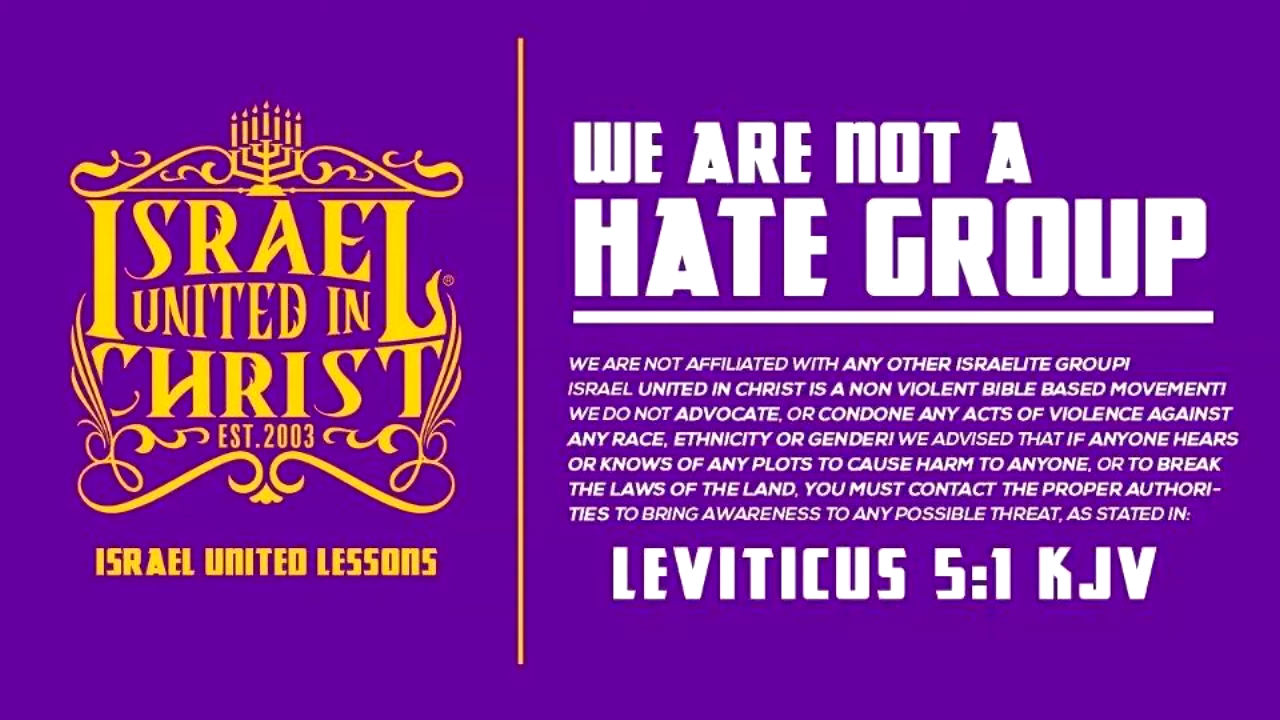 ISRAEL
UNITED IN
CHRIST
EST.2003
ISRAEL UNITED LESSONS
WE ARE NOT A
HATE GROUP
WE ARE NOT AFFILIATED WITH ANY OTHER ISRAELITE GROUP!
ISRAEL UNITED IN CHRIST IS A NON VIOLENT BIBLE BASED MOVEMENT!
WE DO NOT ADVOCATE, OR CONDONE ANY ACTS OF VIOLENCE AGAINST
ANY RACE, ETHNICITY OR GENDER! WE ADVISED THAT IF ANYONE HEARS
OR KNOWS OF ANY PLOTS TO CAUSE HARM TO ANYONE, OR TO BREAK
THE LAWS OF THE LAND, YOU MUST CONTACT THE PROPER AUTHORI-
TIES TO BRING AWARENESS TO ANY POSSIBLE THREAT, AS STATED IN:
LEVITICUS 5:1 KJV